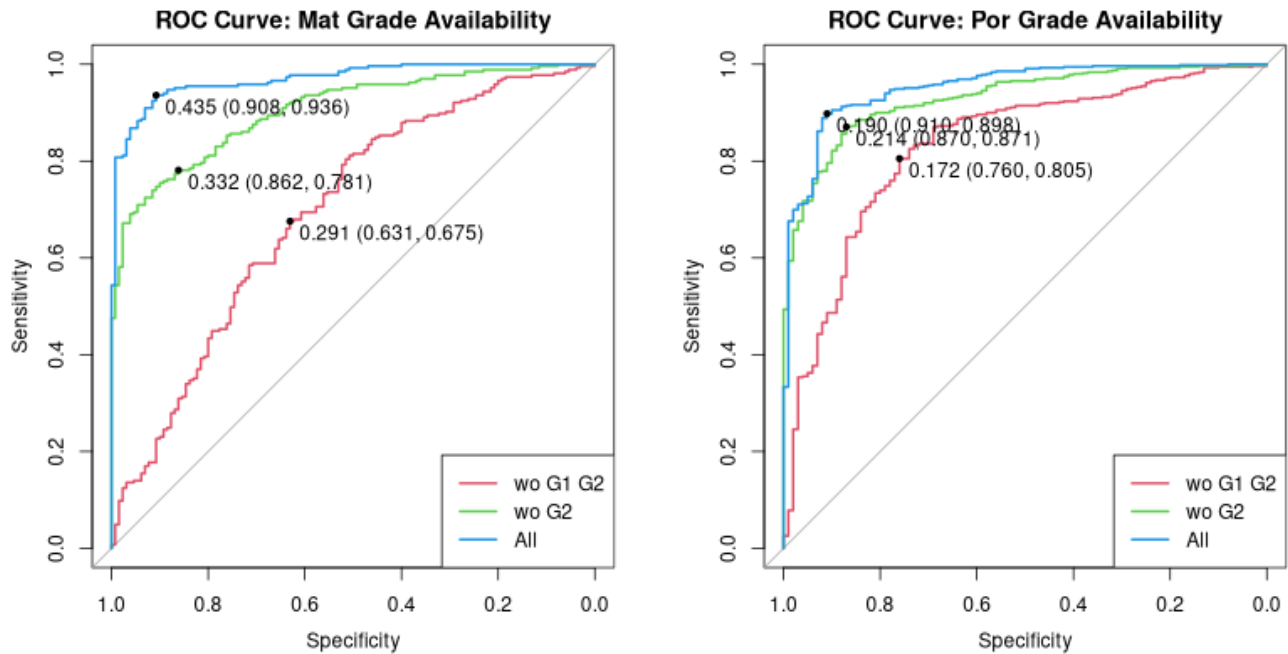 ROC Curve: Mat Grade Availability
Sensitivity
1.0
0.8
0.6
0.4
0.2
0.0
0.435 (0.908, 0.936)
0.332 (0.862, 0.781)
0.291 (0.631, 0.675)
wo G1 G2
wo G2
All
1.0 0.8 0.6 0.4 0.2 0.0
Specificity
ROC Curve: Por Grade Availability
Sensitivity
1.0
0.8
0.6
0.4
0.2
0.0
0.190 (0.910, 0.898)
0.214 (0.870, 0.871)
0.172 (0.760, 0.805)
wo G1 G2
wo G2
All
1.0 0.8 0.6 0.4 0.2 0.0
Specificity